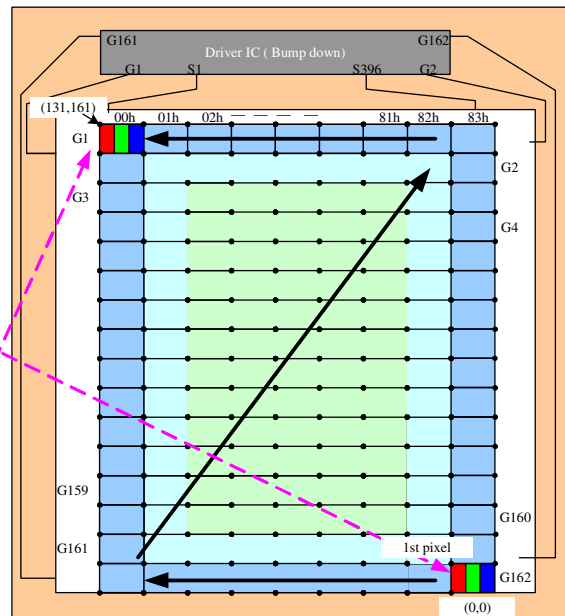 G161
G162
Driver IC ( Bump down)
G1
S1
S396
G2
(131,161)
00h
01h
02h
81h
82h
83h
G1
G2
G3
G4
G159
G160
G161
1st pixel
G162
(0,0)